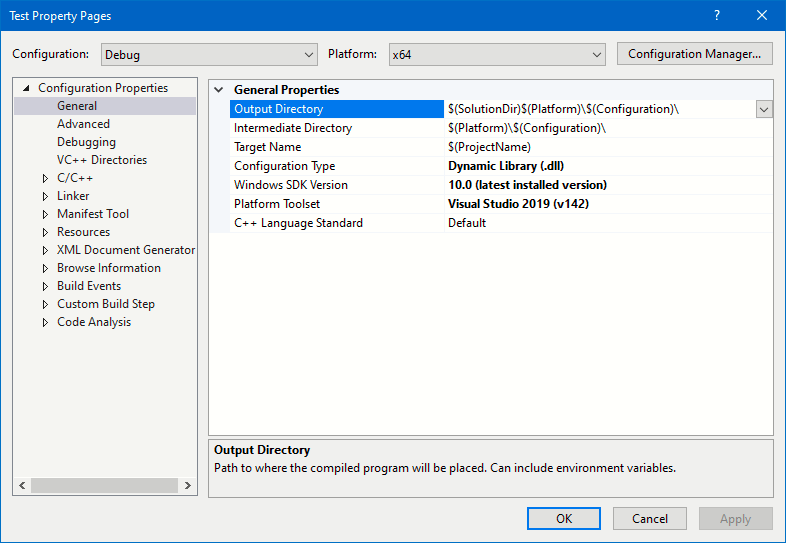 Test Property Pages
Configuration: Debug Platform: x64 Configuration Manager...
Configuration Properties
General
Advanced
Debugging
VC++ Directories
C/C++
Linker
Manifest Tool
Resources
XML Document Generator
Browse Information
Build Events
Custom Build Step
Code Analysis
General Properties
Output Directory $(SolutionDir)$(Platform)\$(Configuration)\
Intermediate Directory $(Platform)\$(Configuration)\
Target Name $(ProjectName)
Configuration Type Dynamic Library (.dll)
Windows SDK Version 10.0 (latest installed version)
Platform Toolset Visual Studio 2019 (v142)
C++ Language Standard Default
Output Directory
Path to where the compiled program will be placed. Can include environment variables.
OK Cancel Apply